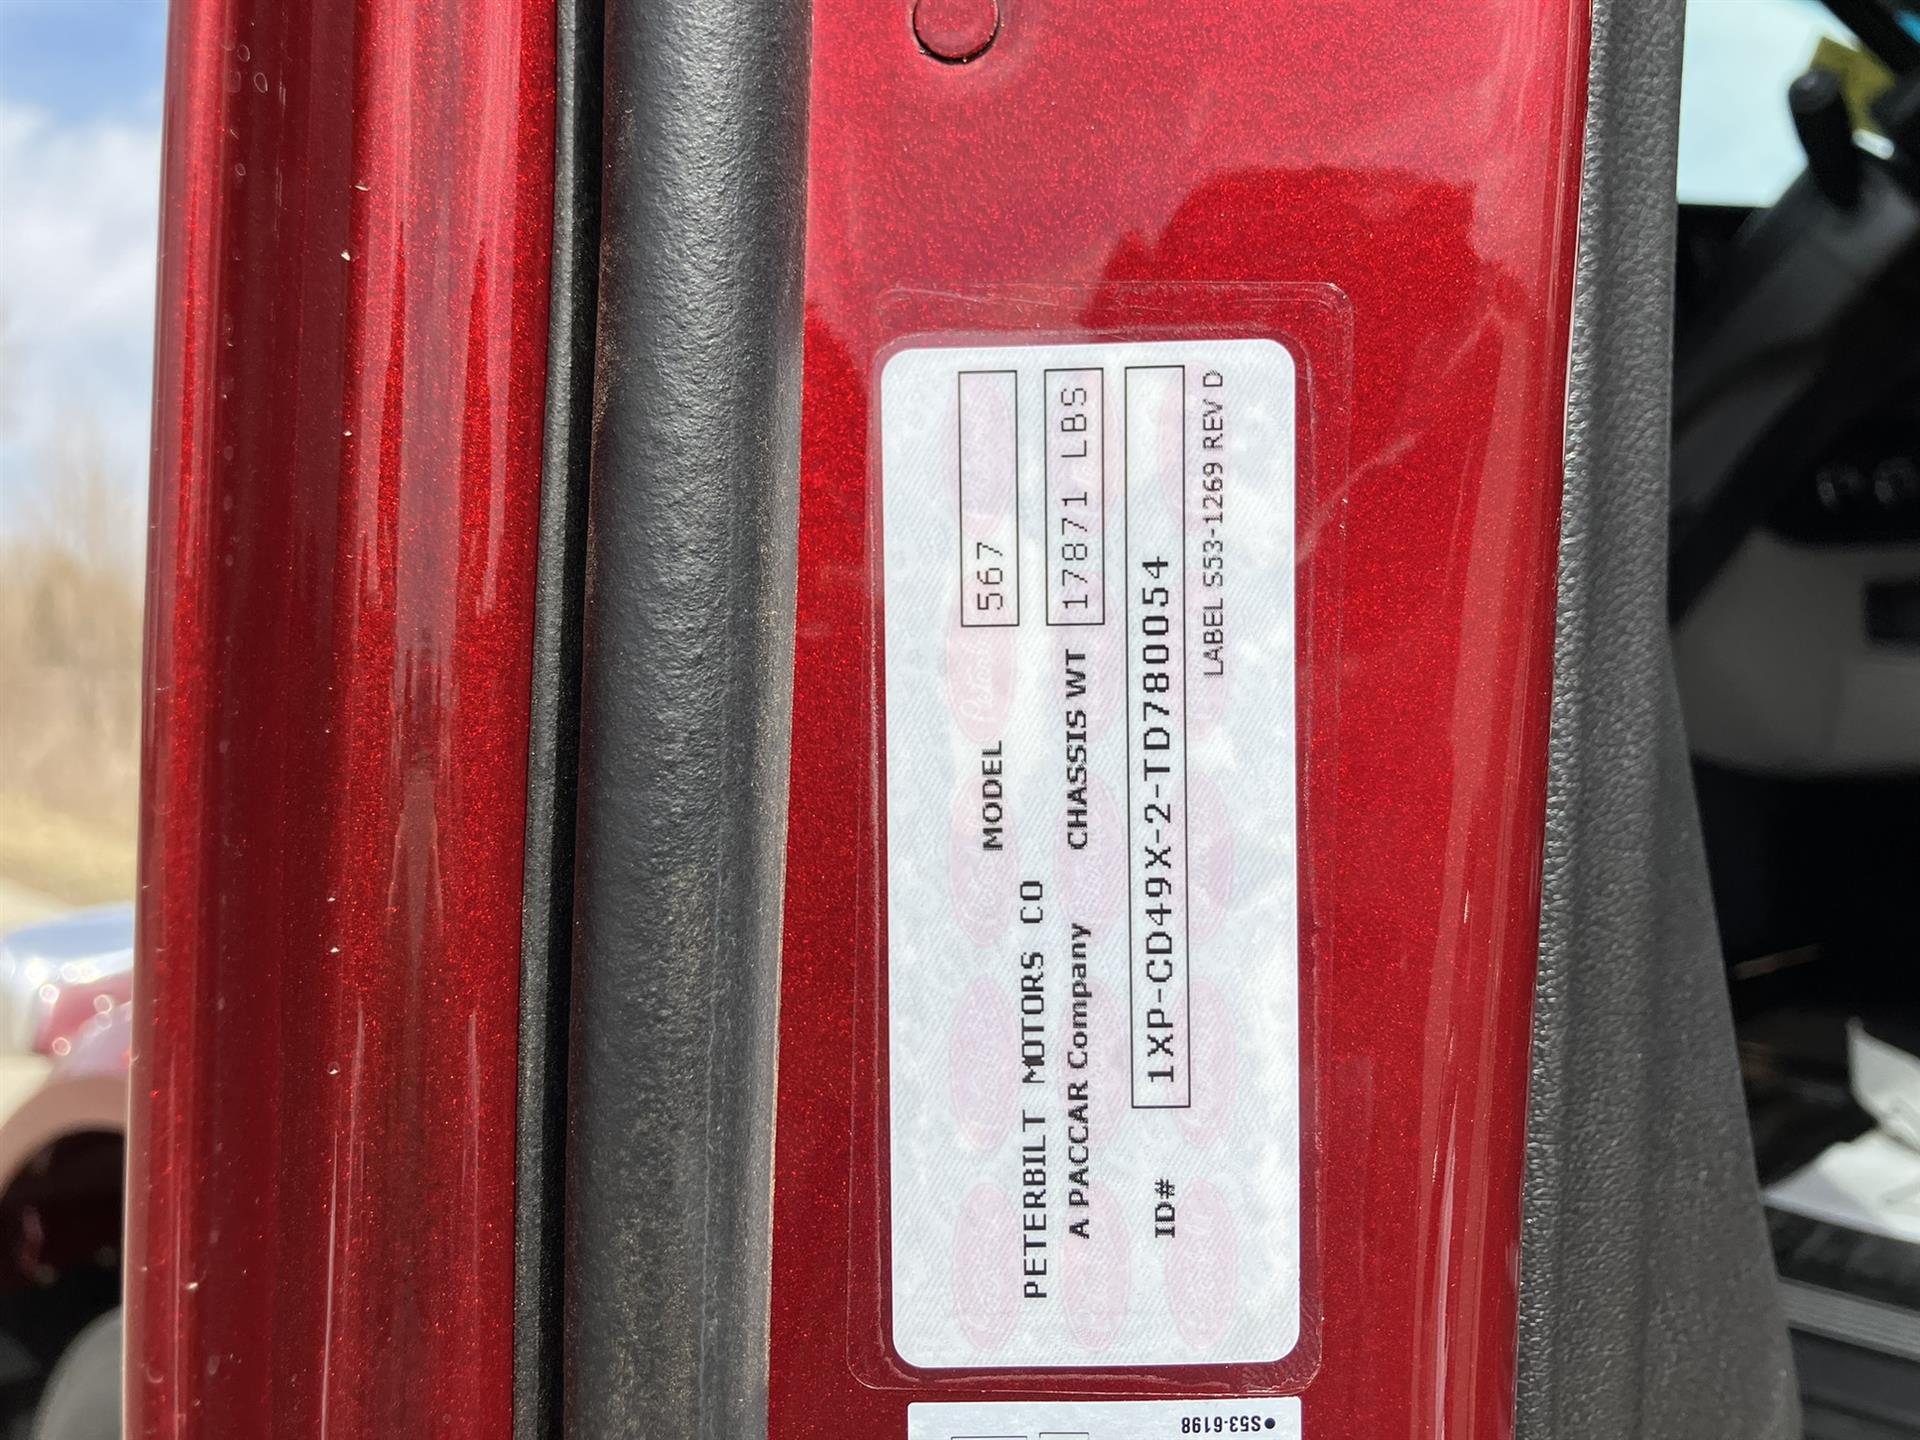 MODEL 567
PETERBILT MOTORS CO
A PACCAR Company CHASSIS WT 17871 LBS
ID# 1XP-CD49X-2-TD780054
LABEL S53-1269 REV D
•S53-6198